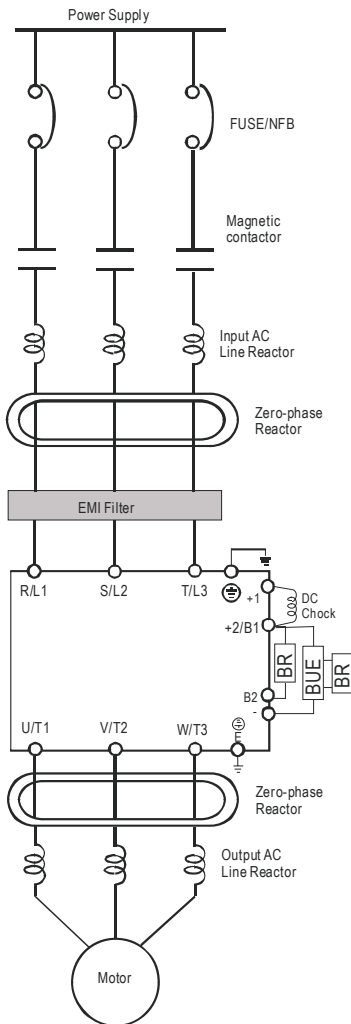 Power Supply
FUSE/NFB
Magnetic
contactor
Input AC
Line Reactor
Zero-phase
Reactor
EMI Filter
R/L1 S/L2 T/L3
+1
DC
Chock
+2/B1
BR
BUE
BR
B2
-
U/T1 V/T2 W/T3
E
Zero-phase
Reactor
Output AC
Line Reactor
Motor